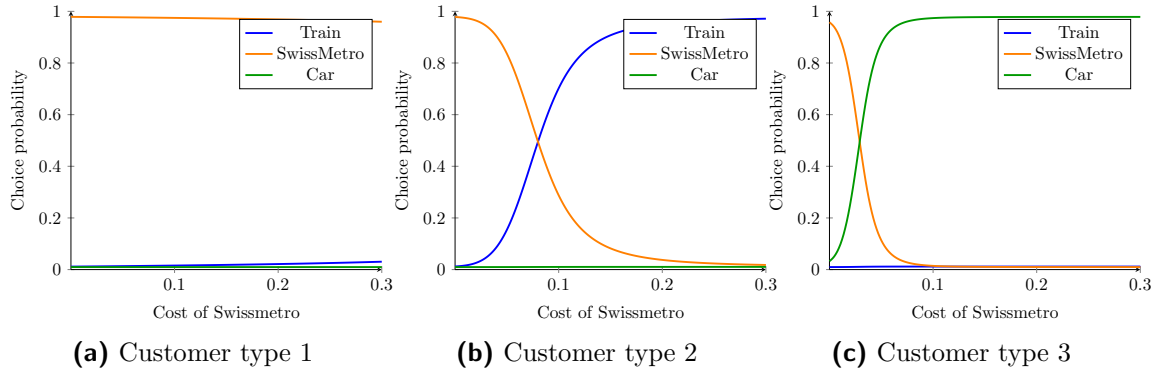 1
0.8
0.6
0.4
0.2
0
0.1
0.2
0.3
Choice probability
Cost of Swissmetro
Train
SwissMetro
Car
(a) Customer type 1
1
0.8
0.6
0.4
0.2
0
0.1
0.2
0.3
Choice probability
Cost of Swissmetro
Train
SwissMetro
Car
(b) Customer type 2
1
0.8
0.6
0.4
0.2
0
0.1
0.2
0.3
Choice probability
Cost of Swissmetro
Train
SwissMetro
Car
(c) Customer type 3